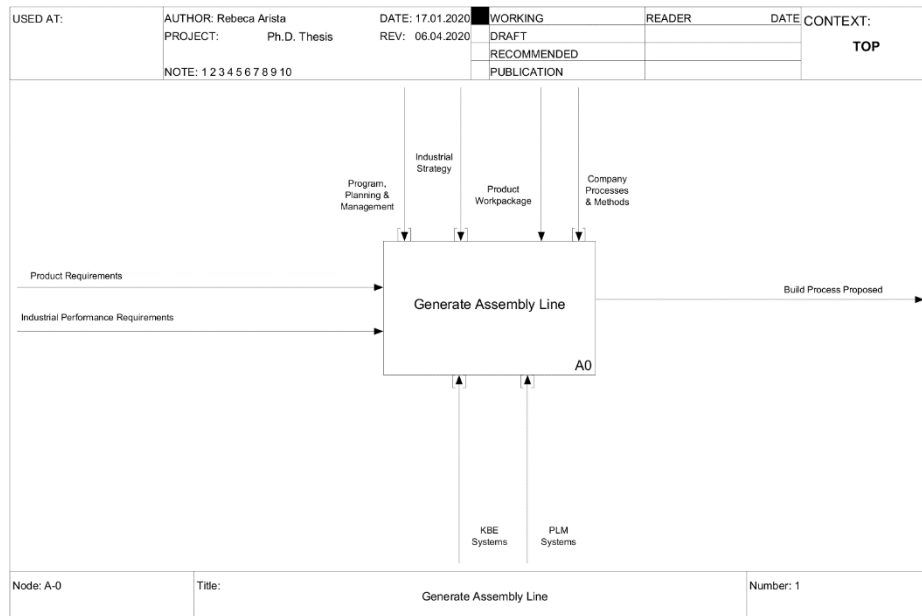 USED AT:
AUTHOR: Rebeca Arista
DATE: 17.01.2020
PROJECT: Ph.D. Thesis
REV: 06.04.2020
NOTE: 1 2 3 4 5 6 7 8 9 10
WORKING
DRAFT
RECOMMENDED
PUBLICATION
READER
DATE
CONTEXT:
TOP
Program,
Planning &
Management
Industrial
Strategy
Product
Workpackage
Company
Processes
& Methods
Product Requirements
Industrial Performance Requirements
Generate Assembly Line
A0
Build Process Proposed
KBE
Systems
PLM
Systems
Node: A-0
Title:
Generate Assembly Line
Number: 1